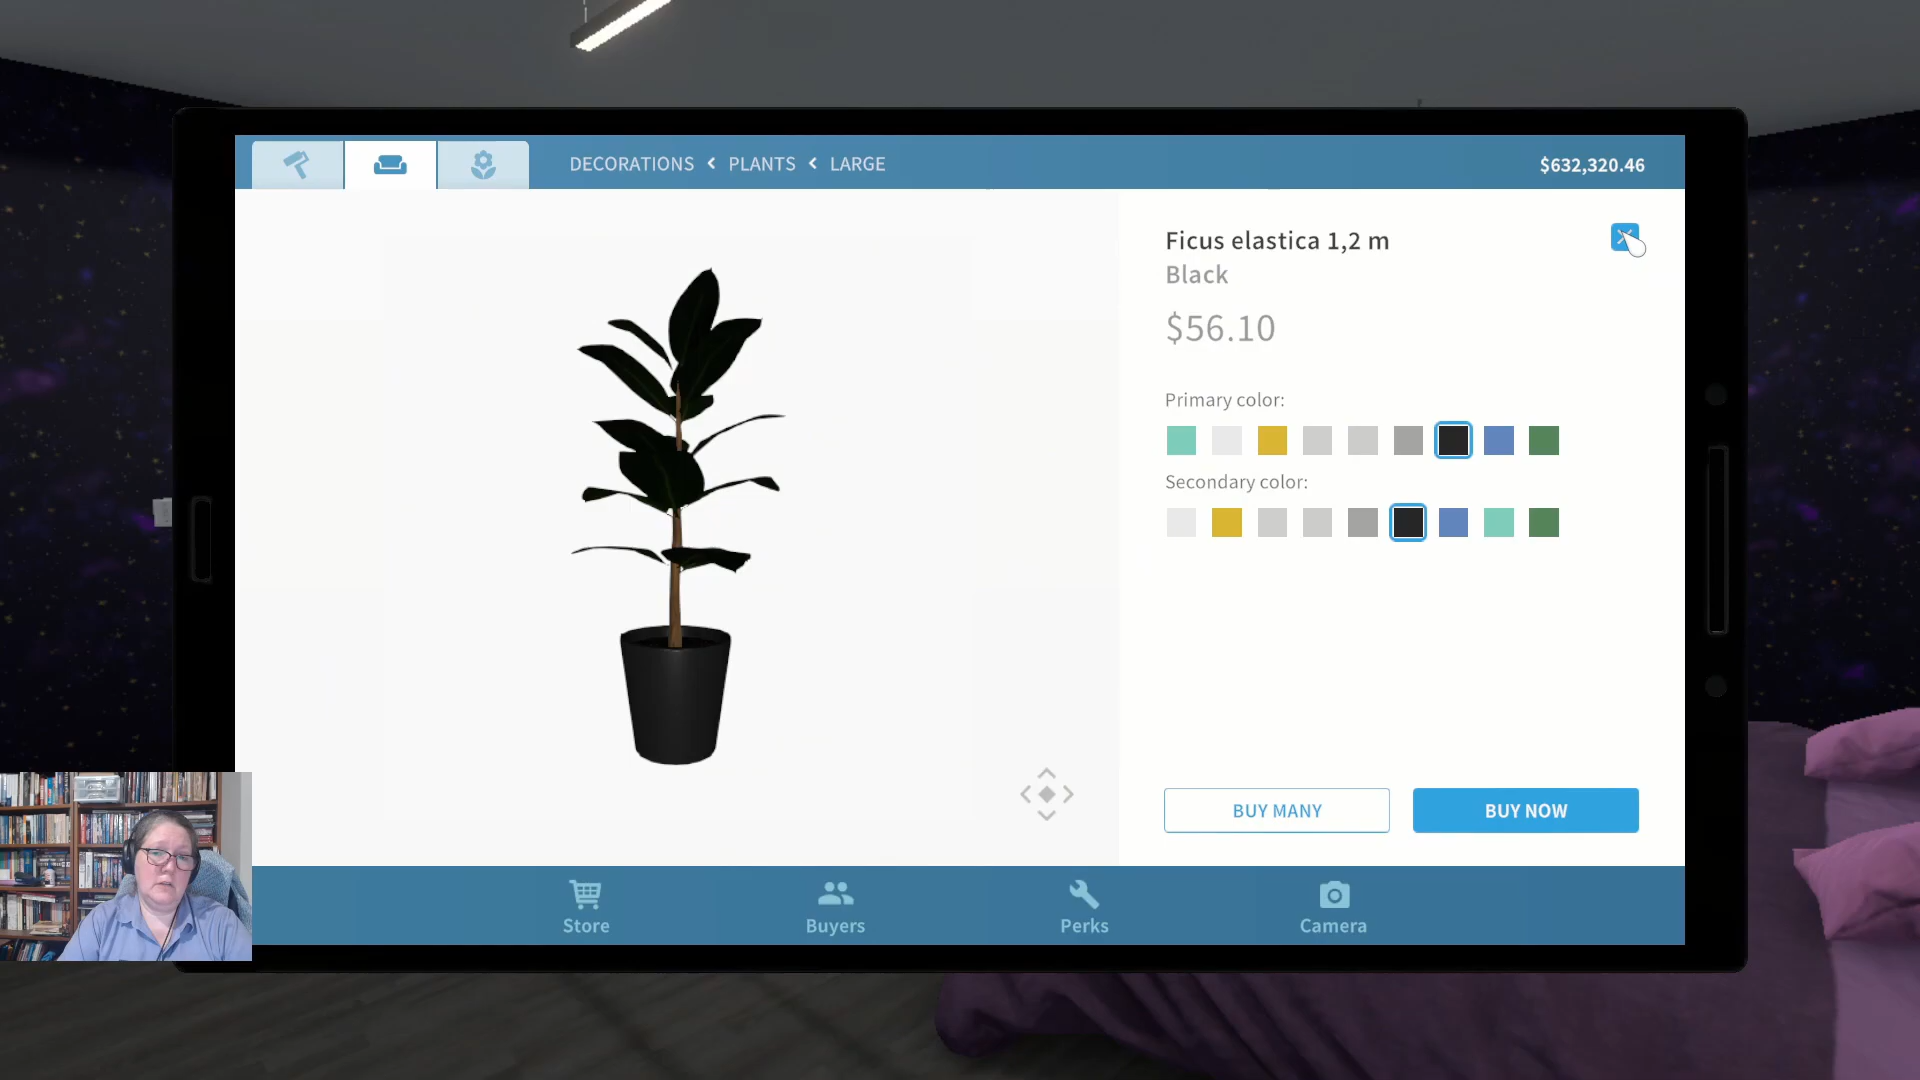 DECORATIONS < PLANTS < LARGE
$632,320.46
Ficus elastica 1,2 m
Black
$56.10
Primary color:
Secondary color:
BUY MANY
BUY NOW
Store
Buyers
Perks
Camera